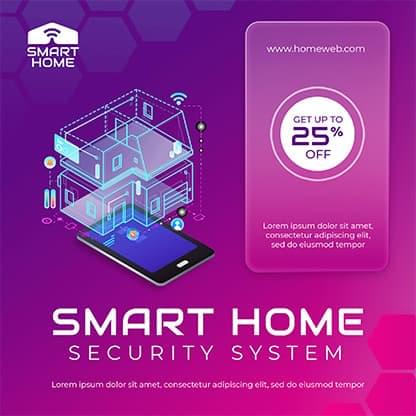 SMART
HOME
www.homeweb.com
GET UP TO
25%
OFF
Lorem ipsum dolor sit amet,
consectetur adipiscing elit,
sed do eiusmod tempor
SMART HOME
SECURITY SYSTEM
Lorem ipsum dolor sit amet, consectetur adipiscing elit, sed do eiusmod tempor